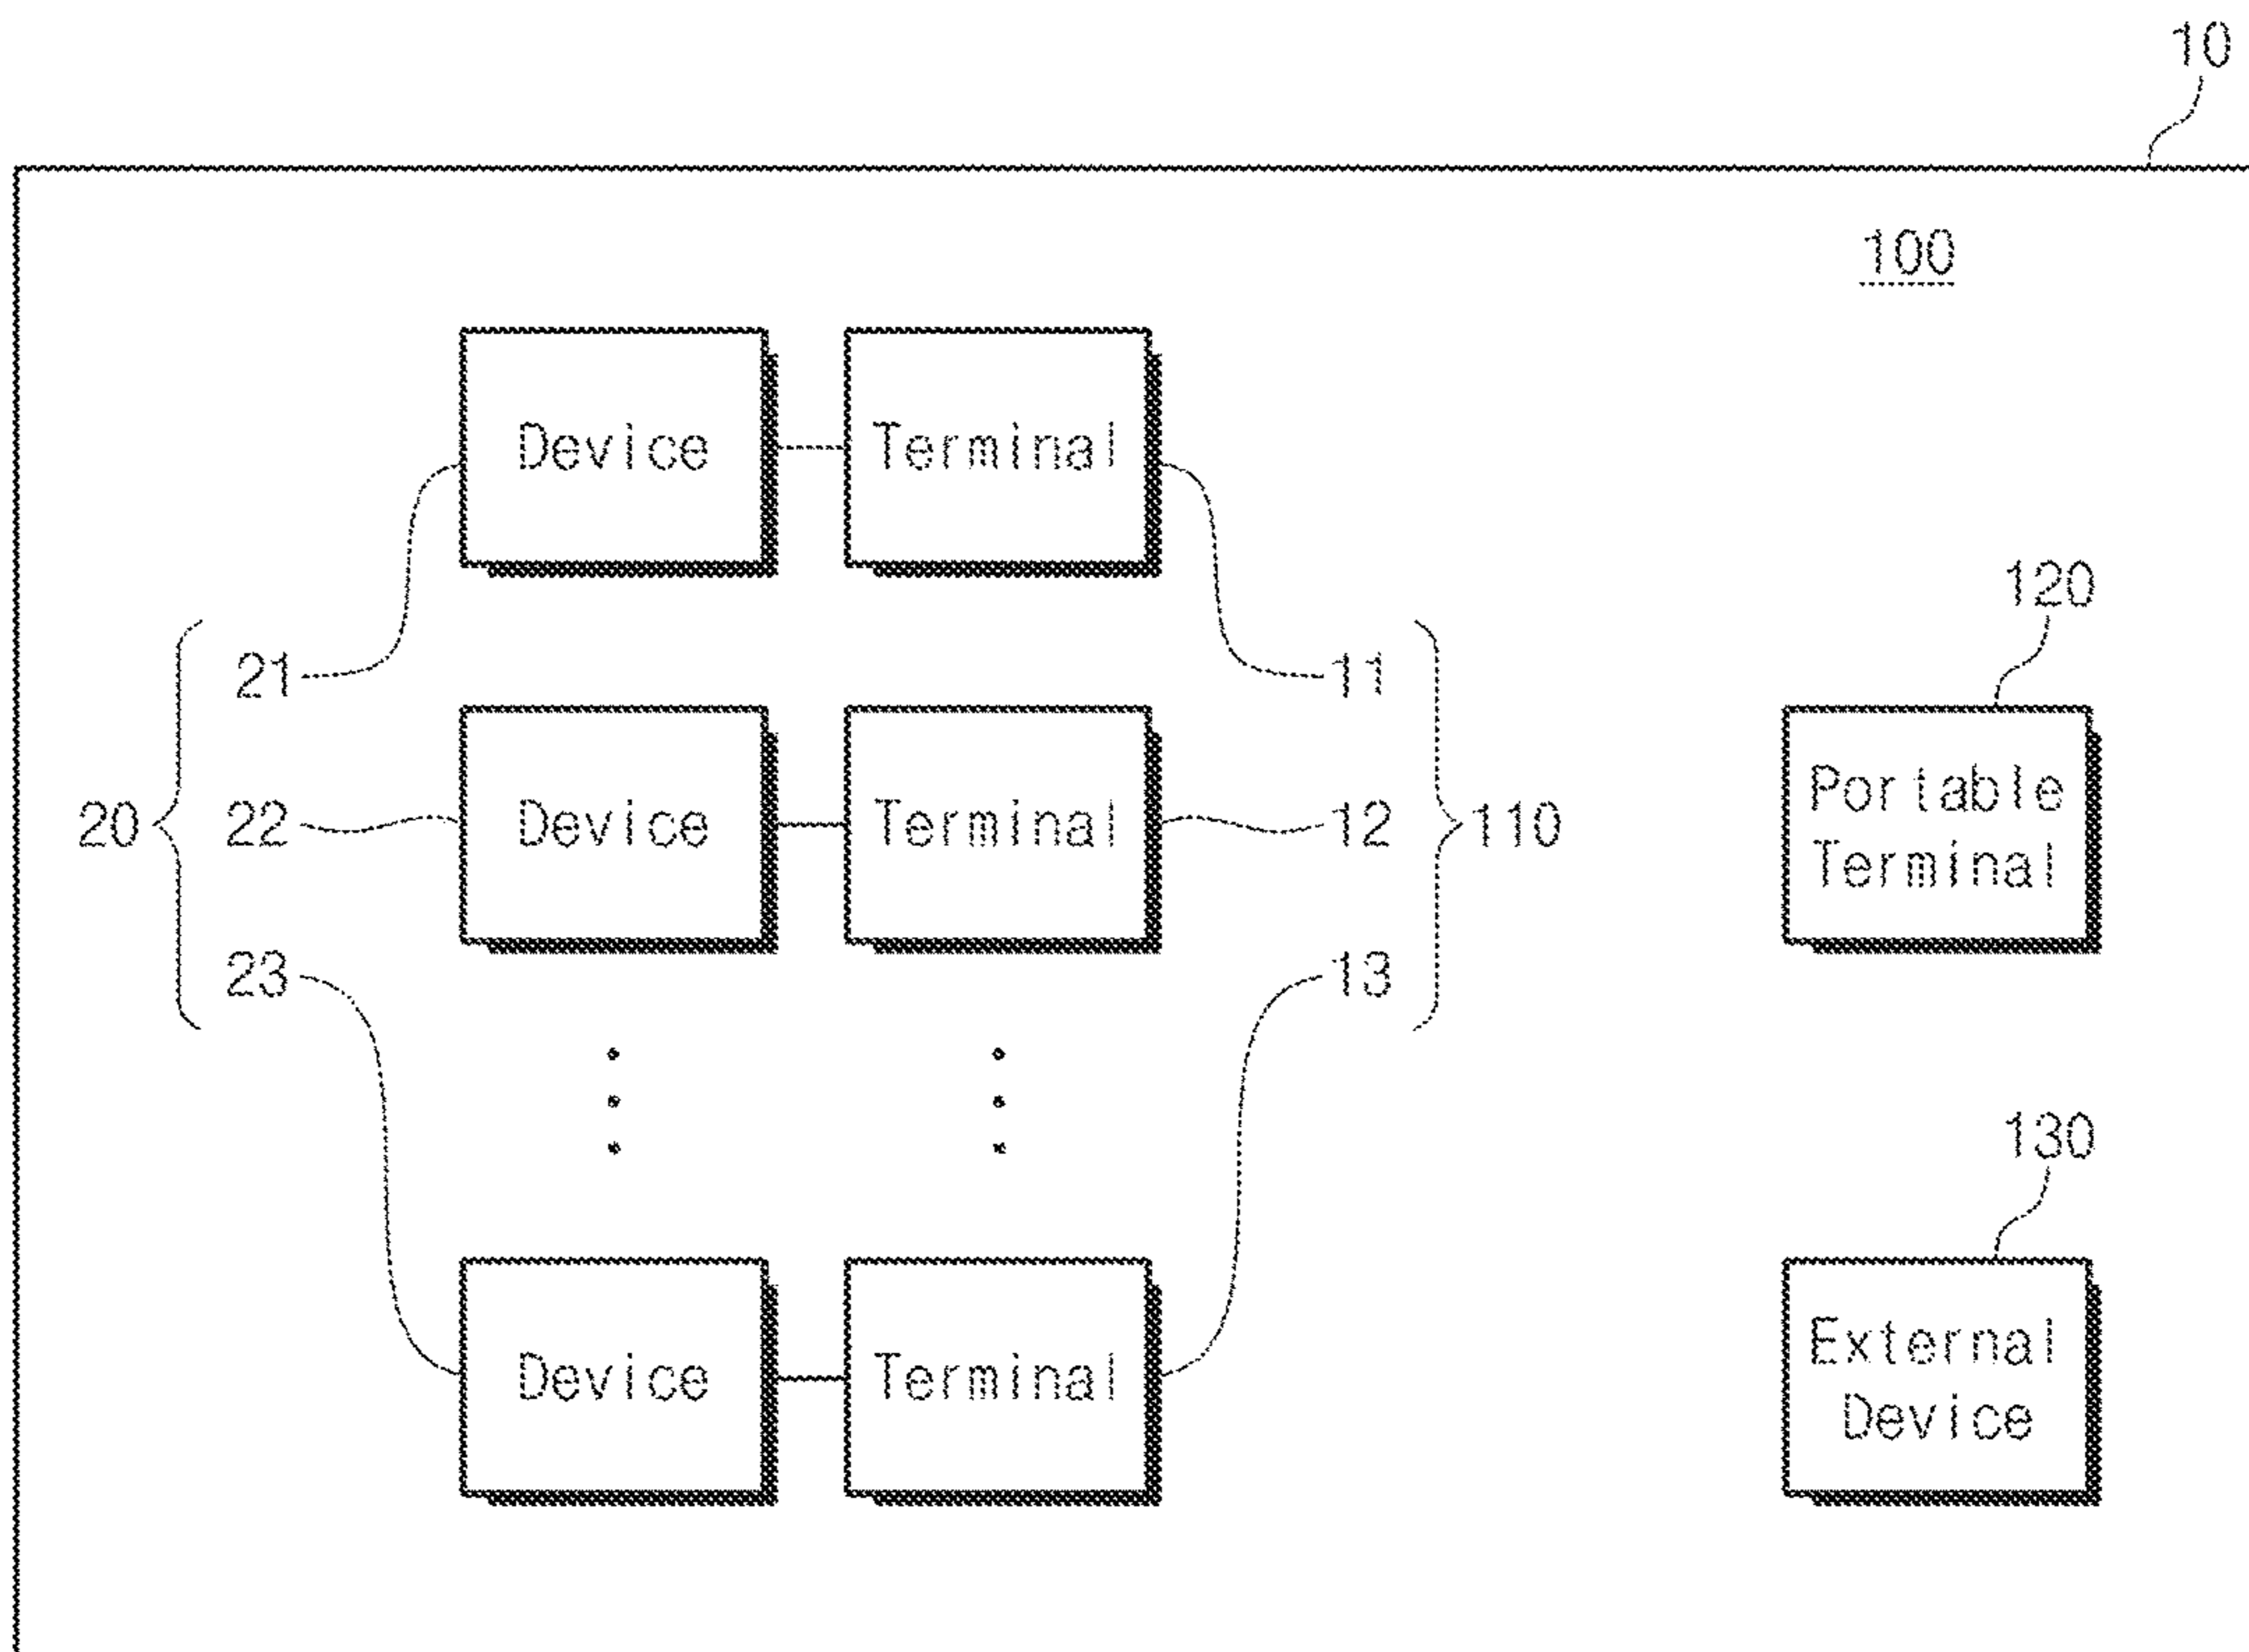 10
100
Device Terminal
120
21 11
Portable
Terminal
20 22 Device Terminal 12 110
23 13
130
External
Device
Device Terminal